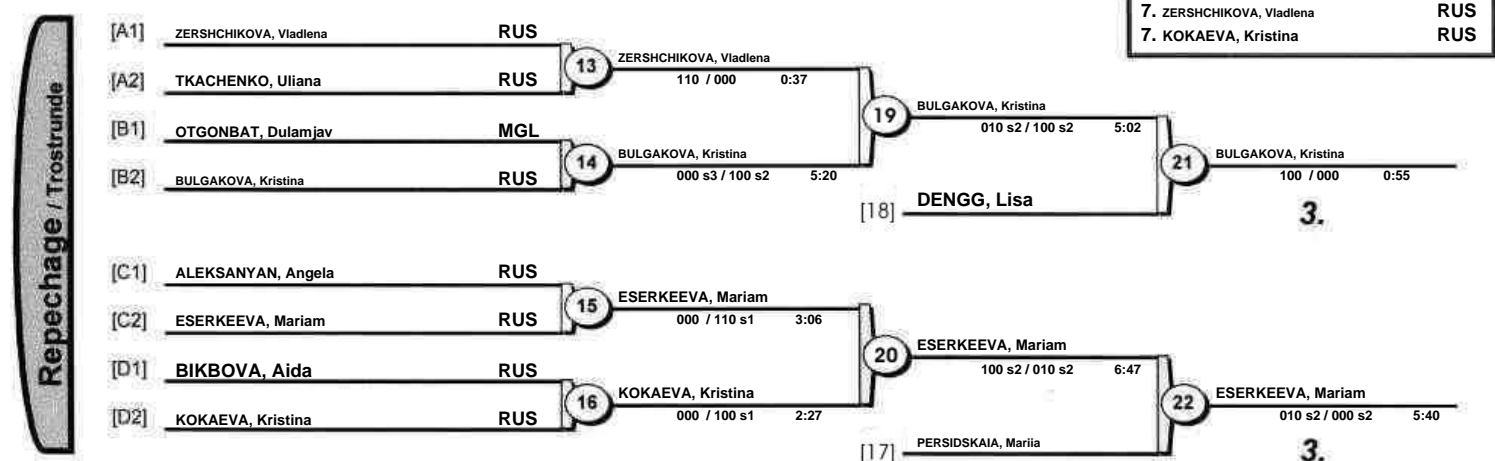 7. ZERSHCHIKOVA, Vladlena RUS
7. KOKAEVA, Kristina RUS
Repechage / Trostrunde
[A1] ZERSHCHIKOVA, Vladlena RUS
[A2] TKACHENKO, Uliana RUS
13 ZERSHCHIKOVA, Vladlena
110 / 000 0:37
[B1] OTGONBAT, Dulamjav MGL
[B2] BULGAKOVA, Kristina RUS
14 BULGAKOVA, Kristina
000 s3 / 100 s2 5:20
19 BULGAKOVA, Kristina
010 s2 / 100 s2 5:02
[18] DENGG, Lisa
21 BULGAKOVA, Kristina
100 / 000 0:55
3.
[C1] ALEKSANYAN, Angela RUS
[C2] ESERKEEVA, Mariam RUS
15 ESERKEEVA, Mariam
000 / 110 s1 3:06
[D1] BIKBOVA, Aida RUS
[D2] KOKAEVA, Kristina RUS
16 KOKAEVA, Kristina
000 / 100 s1 2:27
20 ESERKEEVA, Mariam
100 s2 / 010 s2 6:47
[17] PERSIDSKAIA, Mariia
22 ESERKEEVA, Mariam
010 s2 / 000 s2 5:40
3.